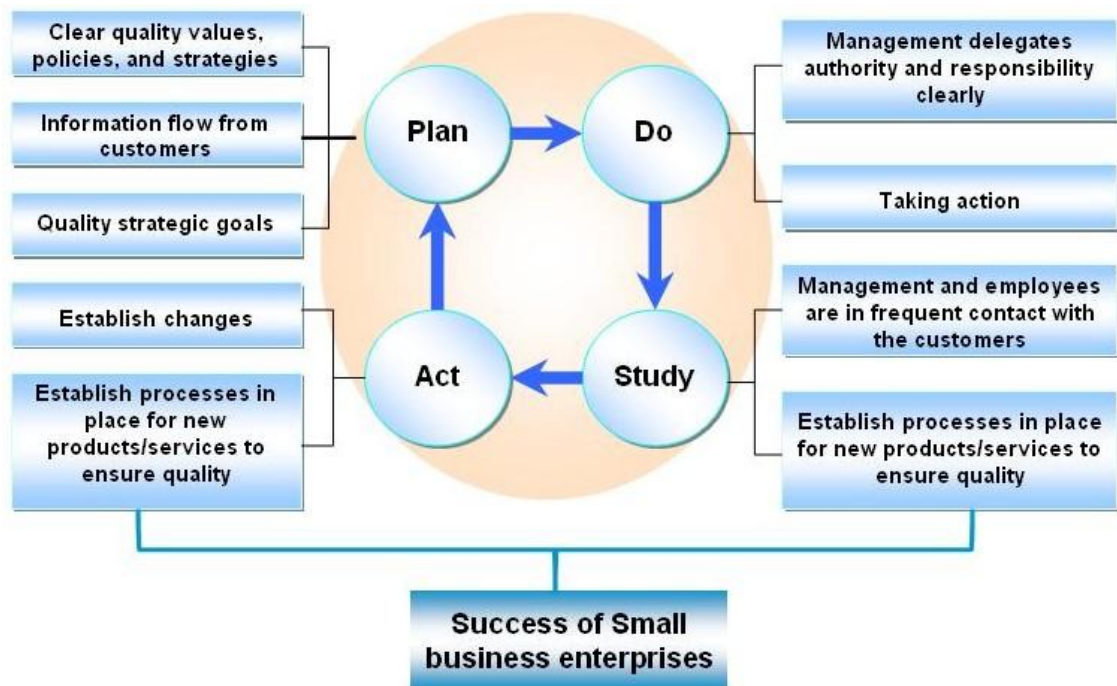 Clear quality values,
policies, and strategies
Information flow from
customers
Quality strategic goals
Establish changes
Establish processes in
place for new
products/services to
ensure quality
Plan
Do
Act
Study
Management delegates
authority and responsibility
clearly
Taking action
Management and employees
are in frequent contact with
the customers
Establish processes in place
for new products/services to
ensure quality
Success of Small
business enterprises